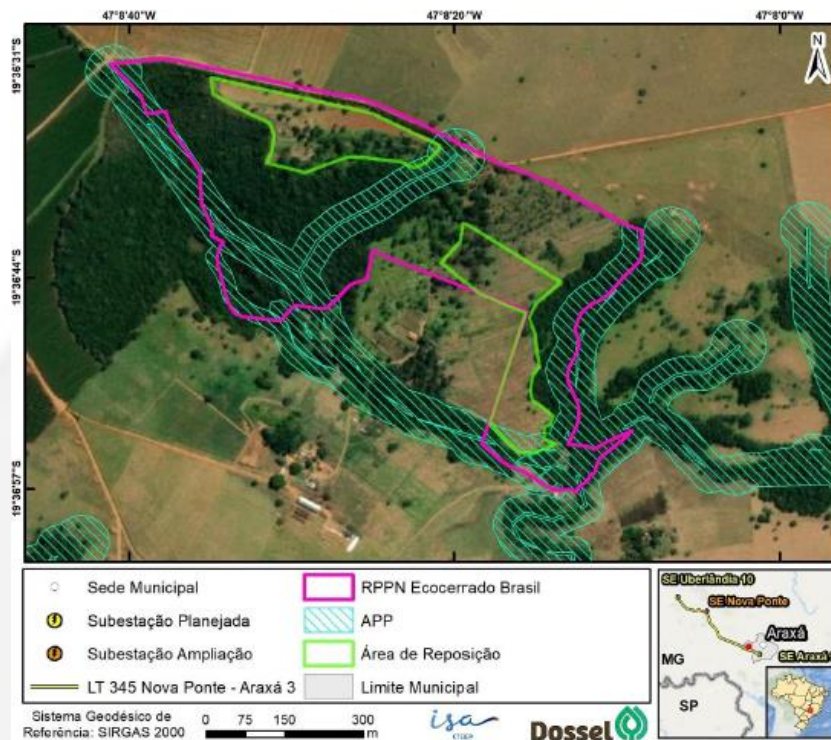 47°8'40"W 47°8'20"W 47°8'0"W
19°36'31"S
N
19°36'44"S
19°36'57"S
Sede Municipal
Subestação Planejada
Subestação Ampliação
LT 345 Nova Ponte - Araxá 3
RPPN Ecocerrado Brasil
APP
Área de Reposição
Limite Municipal
SE Uberlândia 10
SE Nova Ponte
Araxá
SE Araxá
MG
SP
Sistema Geodésico de
Referência: SIRGAS 2000
0 75 150 300
m
isa
CTEEP
Dossel